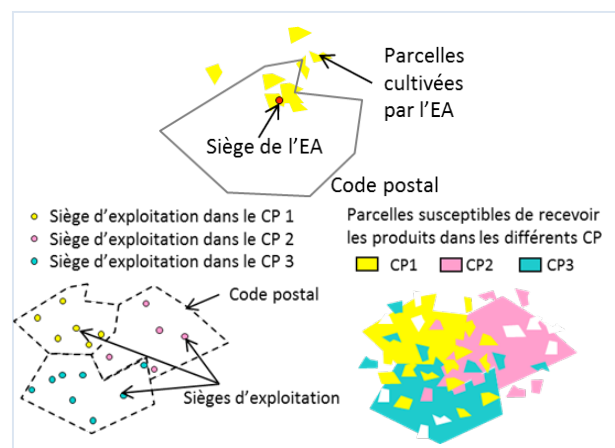 Parcelles
cultivées
par l’EA
Siège de l’EA
Code postal
Siège d’exploitation dans le CP 1
Siège d’exploitation dans le CP 2
Siège d’exploitation dans le CP 3
Code postal
Sièges d’exploitation
Parcelles susceptibles de recevoir
les produits dans les différents CP
CP1 CP2 CP3